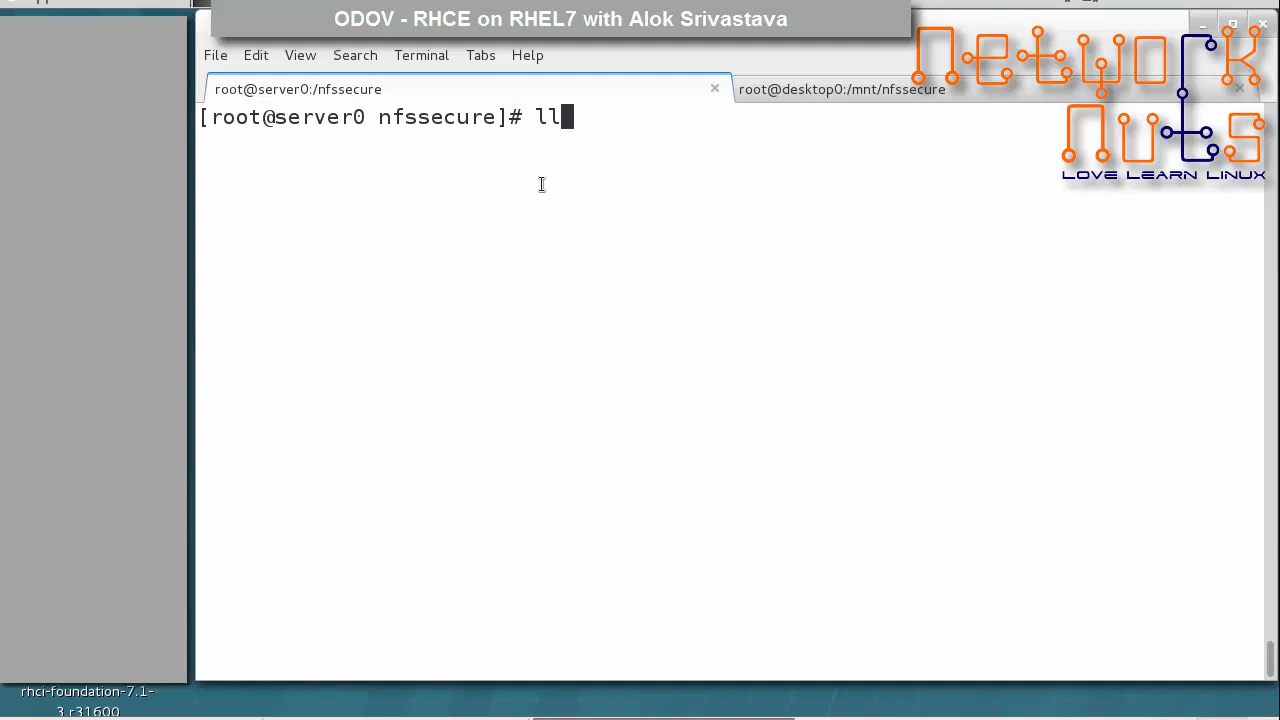 ODOV - RHCE on RHEL7 with Alok Srivastava
File Edit View Search Terminal Tabs Help
root@server0:/nfssecure
root@desktop0:/mnt/nfssecure
[root@server0 nfssecure]# ll
network
nuts
LOVE LEARN LINUX
rhci-foundation-7.1-
3.r31600